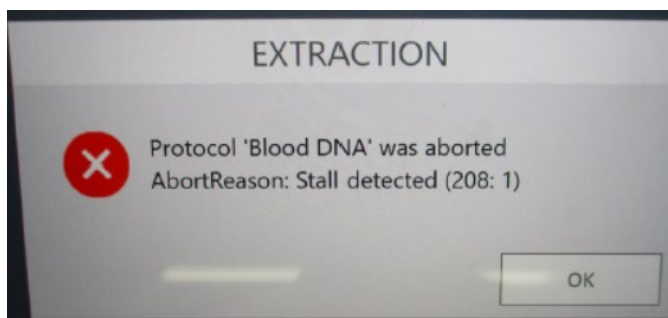 EXTRACTION
Protocol 'Blood DNA' was aborted
AbortReason: Stall detected (208: 1)
OK